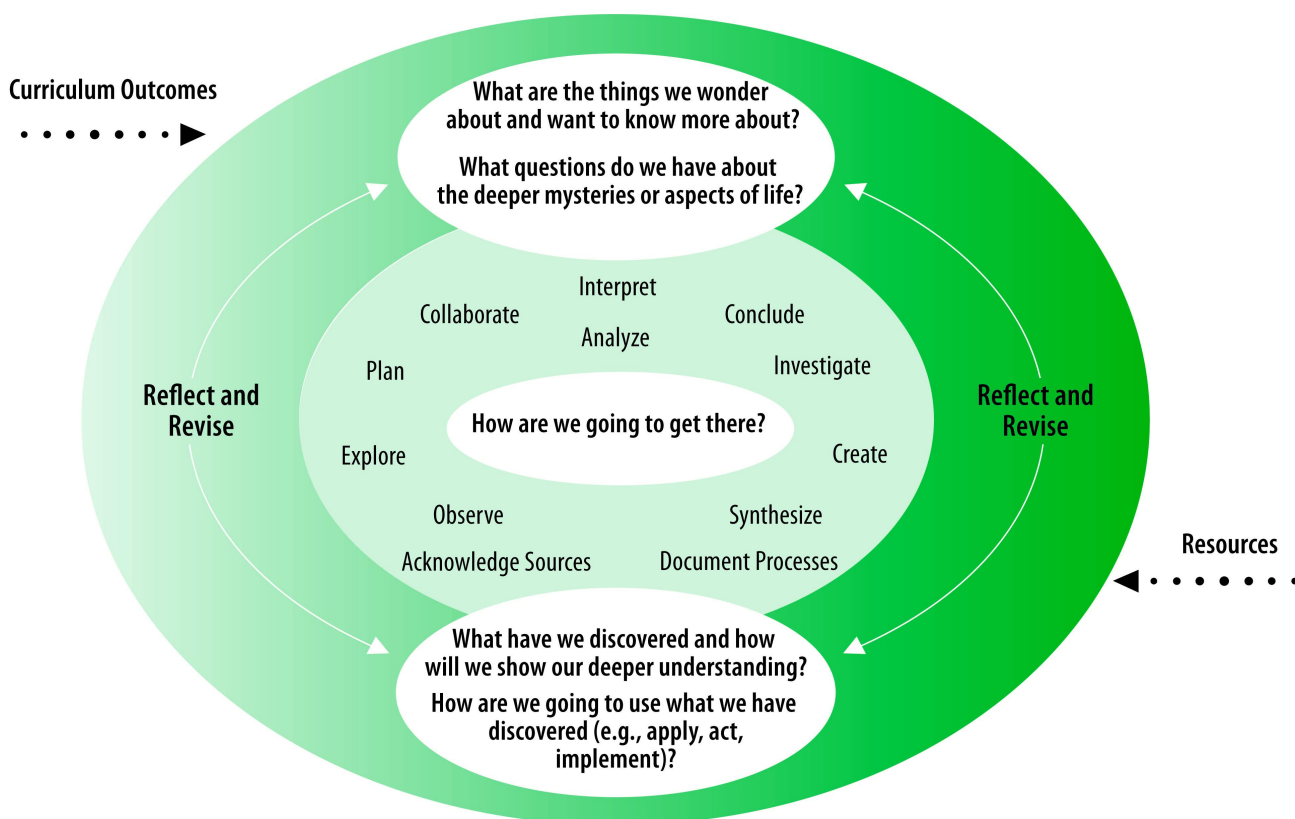 Curriculum Outcomes
What are the things we wonder
about and want to know more about?
What questions do we have about
the deeper mysteries or aspects of life?
Interpret
Collaborate
Conclude
Analyze
Plan
Investigate
Reflect and
Revise
How are we going to get there?
Reflect and
Revise
Explore
Create
Observe
Synthesize
Acknowledge Sources
Document Processes
Resources
What have we discovered and how
will we show our deeper understanding?
How are we going to use what we have
discovered (e.g., apply, act,
implement)?